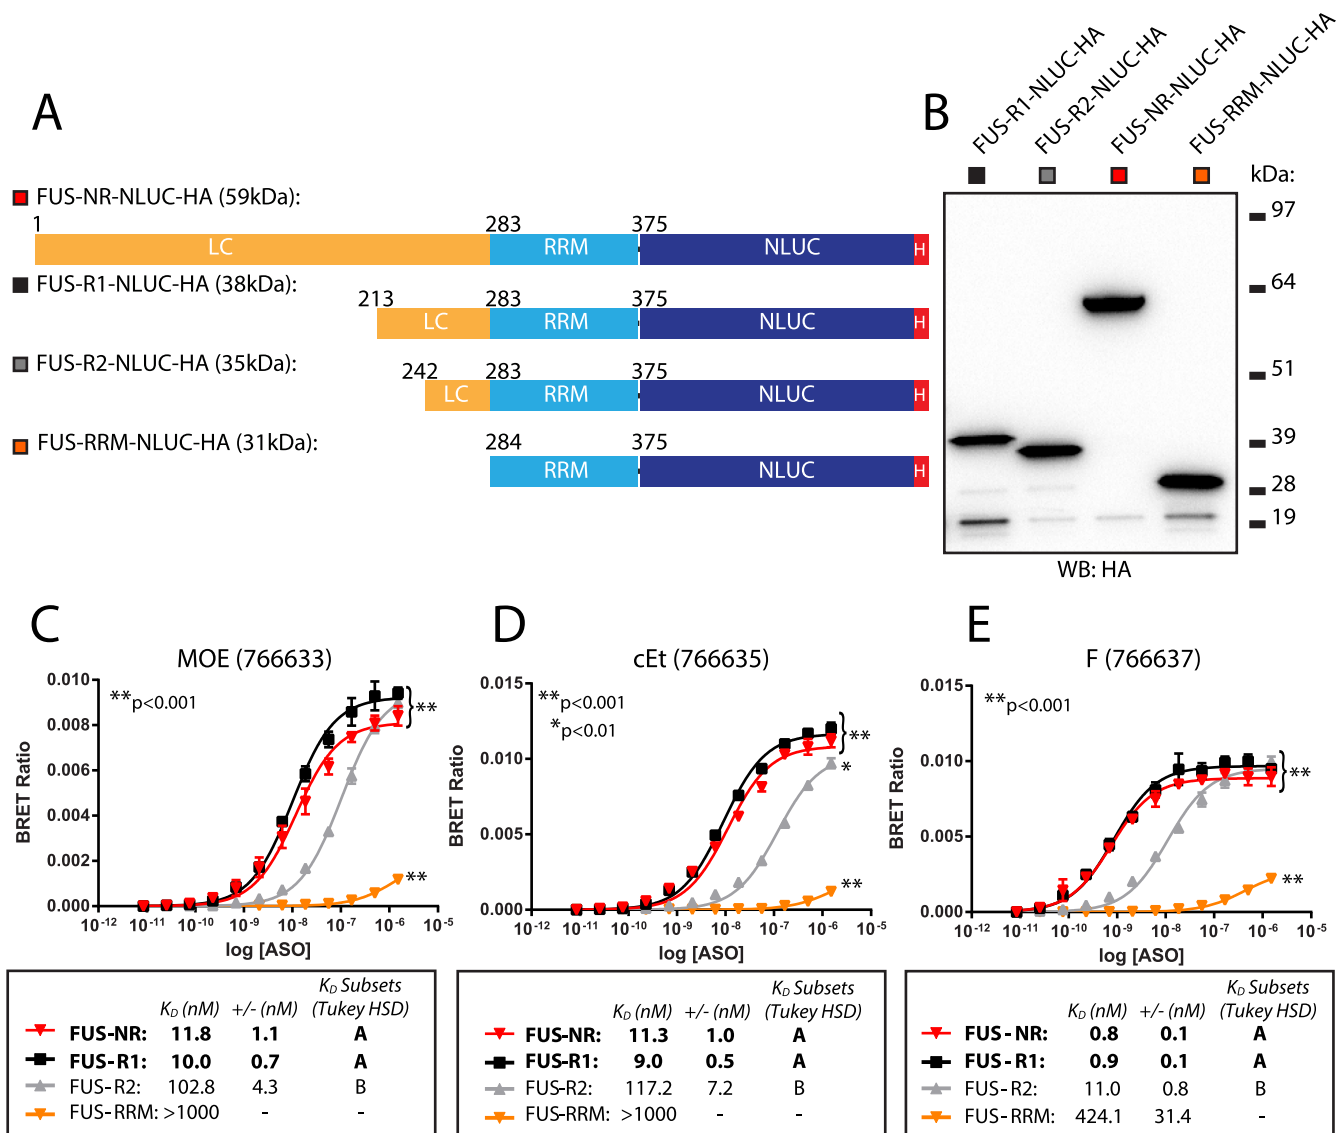 A
FUS-NR-NLUC-HA (59kDa):
1 283 375
LC RRM NLUC H
FUS-R1-NLUC-HA (38kDa):
213 283 375
LC RRM NLUC H
FUS-R2-NLUC-HA (35kDa):
242 283 375
LC RRM NLUC H
FUS-RRM-NLUC-HA (31kDa):
284 375
RRM NLUC H
B
FUS-R1-NLUC-HA
FUS-R2-NLUC-HA
FUS-NR-NLUC-HA
FUS-RRM-NLUC-HA
kDa:
97
64
51
39
28
19
WB: HA
C
MOE (766633)
**p<0.001
BRET Ratio
0.010
0.008
0.006
0.004
0.002
0.000
**
**
10-12 10-11 10-10 10-9 10-8 10-7 10-6 10-5
log [ASO]
KD (nM) +/- (nM) KD Subsets (Tukey HSD)
FUS-NR: 11.8 1.1 A
FUS-R1: 10.0 0.7 A
FUS-R2: 102.8 4.3 B
FUS-RRM: >1000 - -
D
cEt (766635)
**p<0.001
*p<0.01
BRET Ratio
0.015
0.010
0.005
0.000
**
*
**
10-12 10-11 10-10 10-9 10-8 10-7 10-6 10-5
log [ASO]
KD (nM) +/- (nM) KD Subsets (Tukey HSD)
FUS-NR: 11.3 1.0 A
FUS-R1: 9.0 0.5 A
FUS-R2: 117.2 7.2 B
FUS-RRM: >1000 - -
E
F (766637)
**p<0.001
BRET Ratio
0.015
0.010
0.005
0.000
**
**
10-12 10-11 10-10 10-9 10-8 10-7 10-6 10-5
log [ASO]
KD (nM) +/- (nM) KD Subsets (Tukey HSD)
FUS- NR: 0.8 0.1 A
FUS- R1: 0.9 0.1 A
FUS- R2: 11.0 0.8 B
FUS- RRM: 424.1 31.4 -